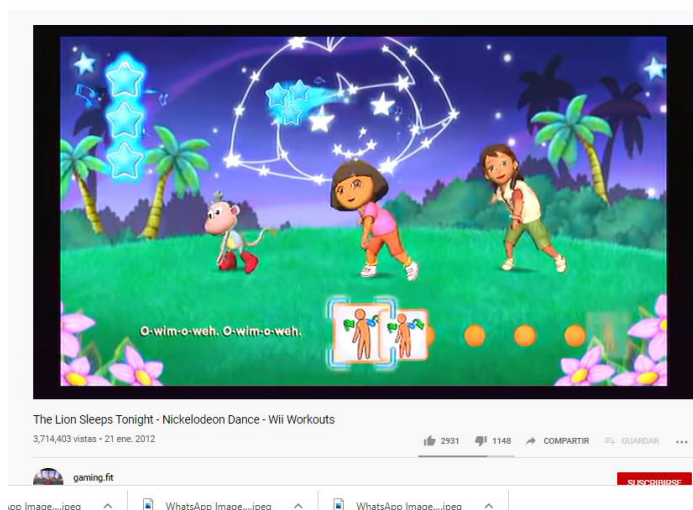 O-wim-o-weh. O-wim-o-weh.
The Lion Sleeps Tonight - Nickelodeon Dance - Wii Workouts
3,714,403 vistas • 21 ene. 2012
2931 1148 COMPARTIR GUARDAR
gaming.fit
SUSCRIBIRSE
app Image....jpeg WhatsApp Image....jpeg WhatsApp Image....jpeg